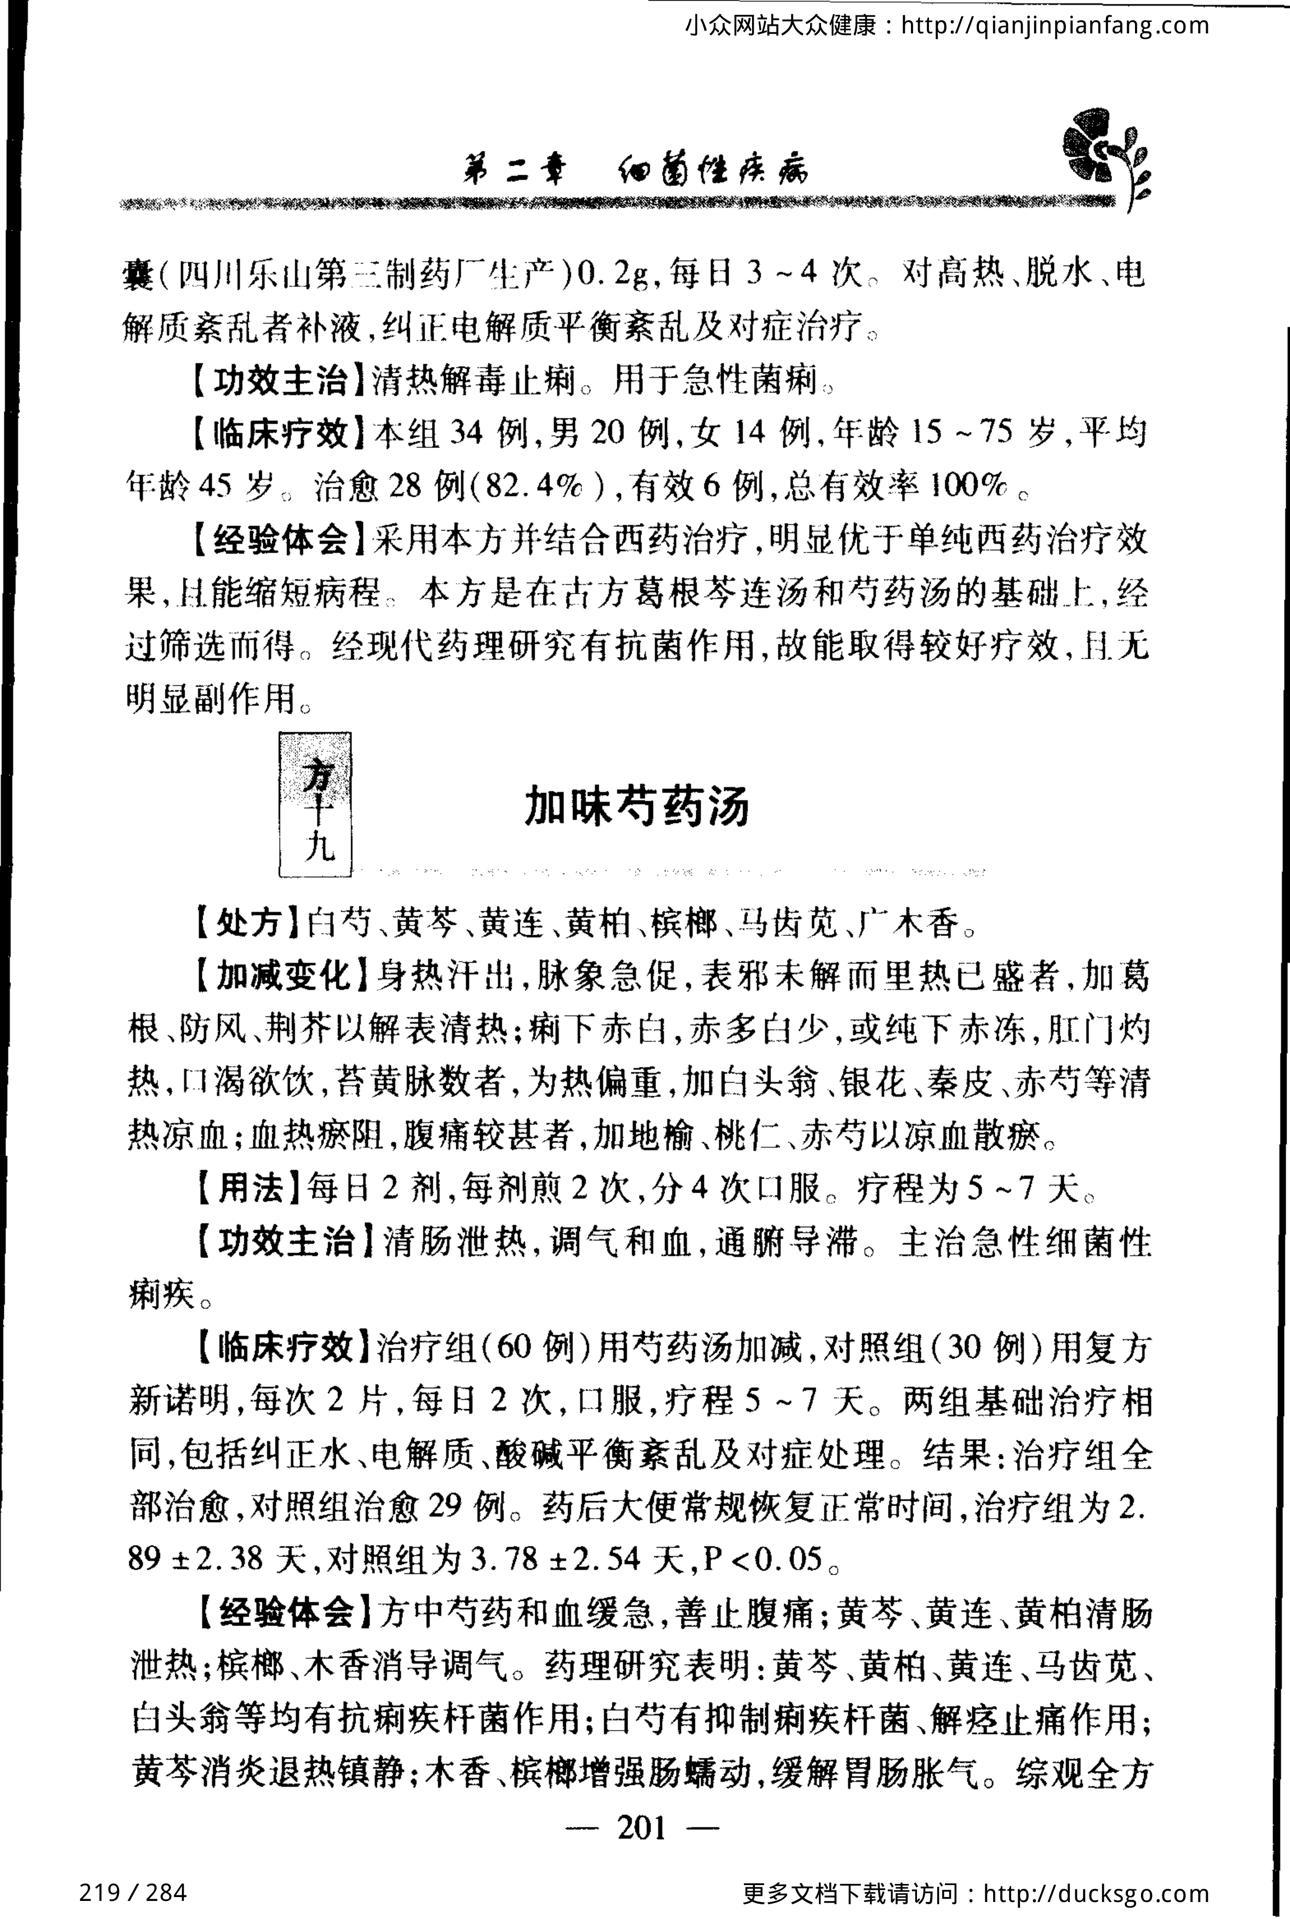 小众网站大众健康：http://qianjinpianfang.com
第二章 细菌性疾病
囊(四川乐山第三制药厂生产)0.2g,每日3~4次。对高热、脱水、电
解质紊乱者补液,纠正电解质平衡紊乱及对症治疗。
【功效主治】清热解毒止痢。用于急性菌痢。
【临床疗效】本组34例,男20例,女14例,年龄15~75岁,平均
年龄45岁。治愈28例(82.4%),有效6例,总有效率100%。
【经验体会】采用本方并结合西药治疗,明显优于单纯西药治疗效
果,且能缩短病程。本方是在古方葛根芩连汤和芍药汤的基础上,经
过筛选而得。经现代药理研究有抗菌作用,故能取得较好疗效,且无
明显副作用。
方十九
加味芍药汤
【处方】白芍、黄芩、黄连、黄柏、槟榔、马齿苋、广木香。
【加减变化】身热汗出,脉象急促,表邪未解而里热已盛者,加葛
根、防风、荆芥以解表清热;痢下赤白,赤多白少,或纯下赤冻,肛门灼
热,口渴欲饮,苔黄脉数者,为热偏重,加白头翁、银花、秦皮、赤芍等清
热凉血;血热瘀阻,腹痛较甚者,加地榆、桃仁、赤芍以凉血散瘀。
【用法】每日2剂,每剂煎2次,分4次口服。疗程为5~7天。
【功效主治】清肠泄热,调气和血,通腑导滞。主治急性细菌性
痢疾。
【临床疗效】治疗组(60例)用芍药汤加减,对照组(30例)用复方
新诺明,每次2片,每日2次,口服,疗程5~7天。两组基础治疗相
同,包括纠正水、电解质、酸碱平衡紊乱及对症处理。结果:治疗组全
部治愈,对照组治愈29例。药后大便常规恢复正常时间,治疗组为2.
89±2.38天,对照组为3.78±2.54天,P<0.05。
【经验体会】方中芍药和血缓急,善止腹痛;黄芩、黄连、黄柏清肠
泄热;槟榔、木香消导调气。药理研究表明:黄芩、黄柏、黄连、马齿苋、
白头翁等均有抗痢疾杆菌作用;白芍有抑制痢疾杆菌、解痉止痛作用;
黄芩消炎退热镇静;木香、槟榔增强肠蠕动,缓解胃肠胀气。综观全方
— 201 —
219 / 284
更多文档下载请访问：http://ducksgo.com